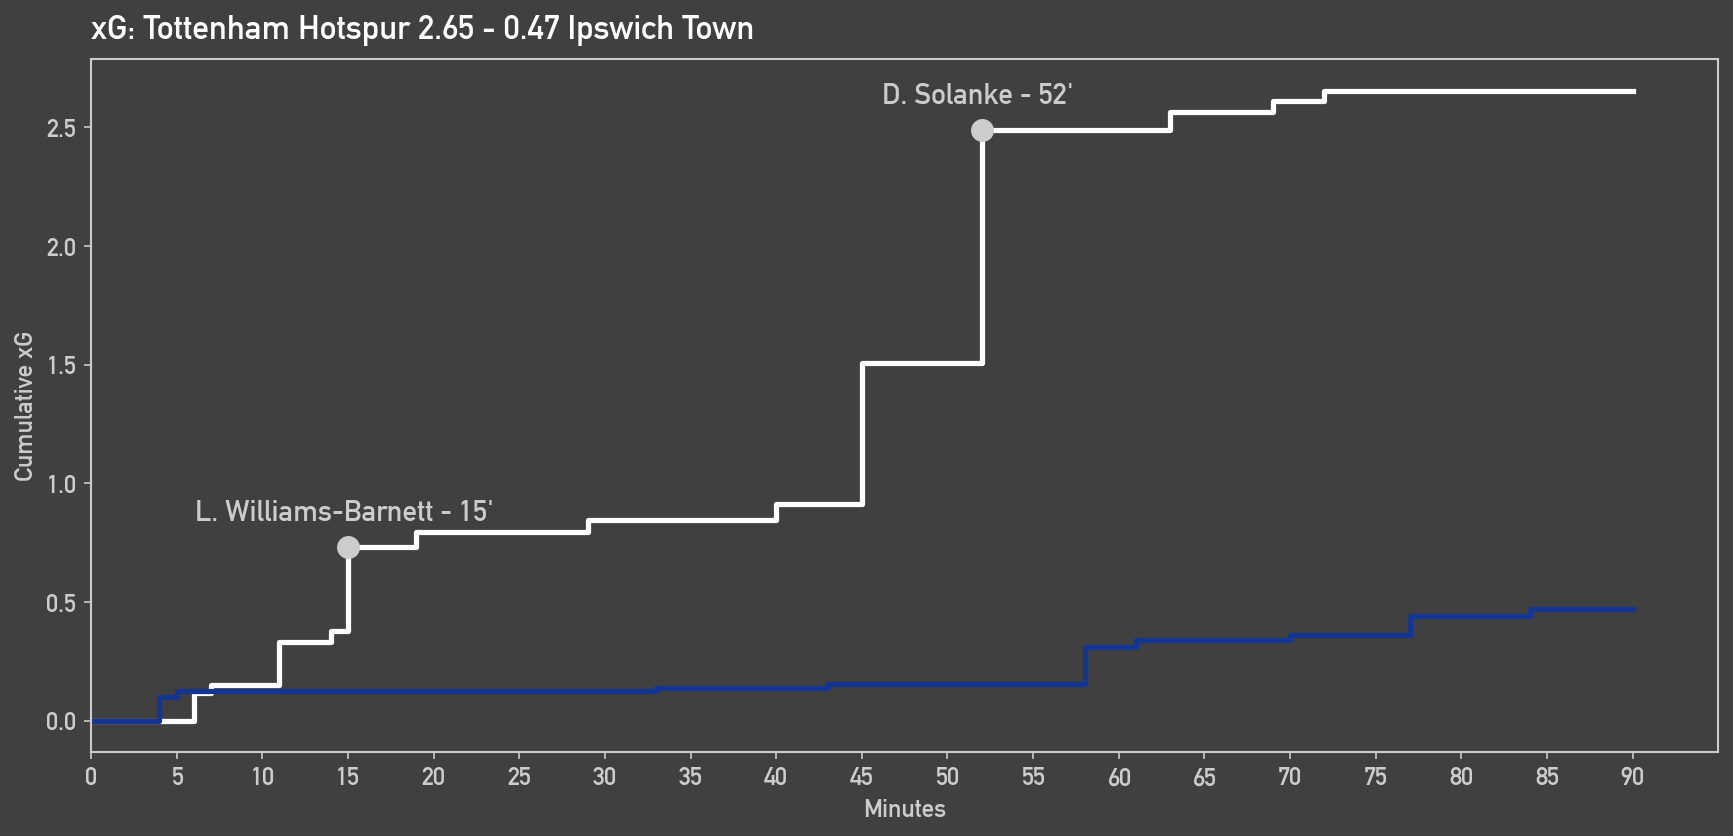 xG: Tottenham Hotspur 2.65 - 0.47 Ipswich Town
D. Solanke - 52'
L. Williams-Barnett - 15'
Cumulative xG
2.5
2.0
1.5
1.0
0.5
0.0
0 5 10 15 20 25 30 35 40 45 50 55 60 65 70 75 80 85 90
Minutes